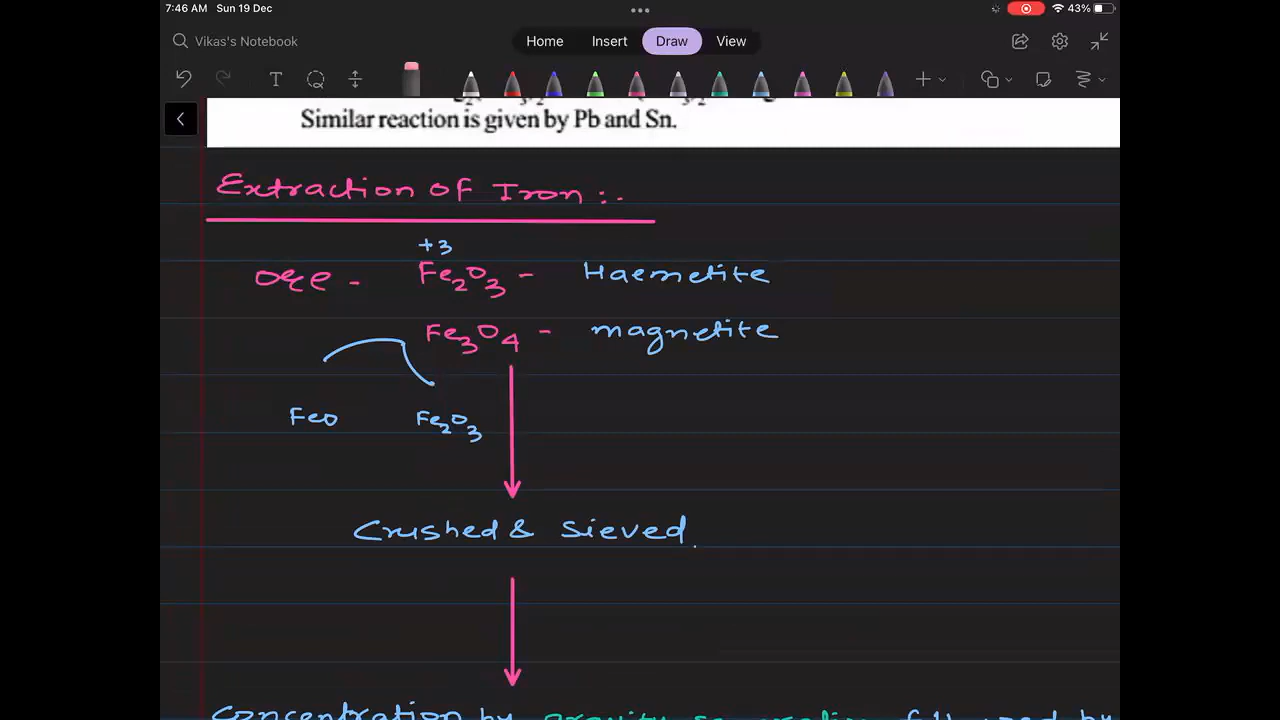 7:46 AM Sun 19 Dec
43%
Vikas's Notebook
Home Insert Draw View
Similar reaction is given by Pb and Sn.
Extraction of Iron :-
+3
Ore - Fe2O3 - Haemetite
Fe3O4 - magnetite
FeO Fe2O3
Crushed & Sieved.
Concentration by gravity